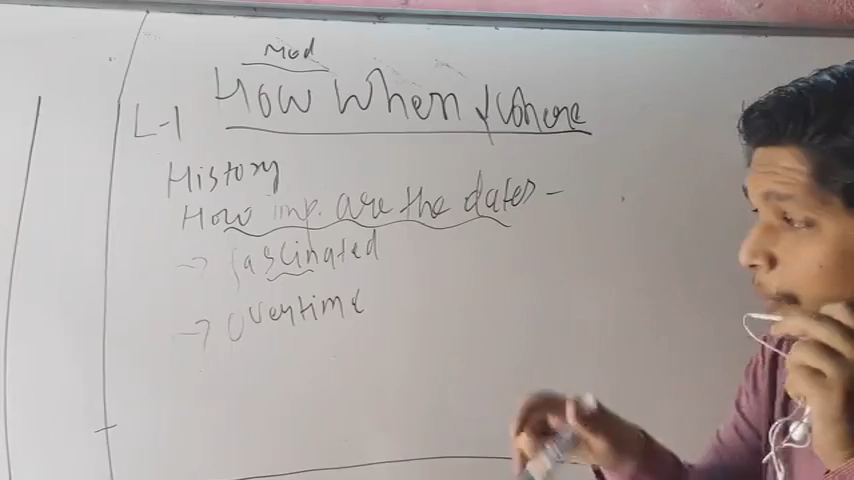 Mod
L-1 How When & Where
History
How imp. are the dates -
→ fascinated
→ overtime